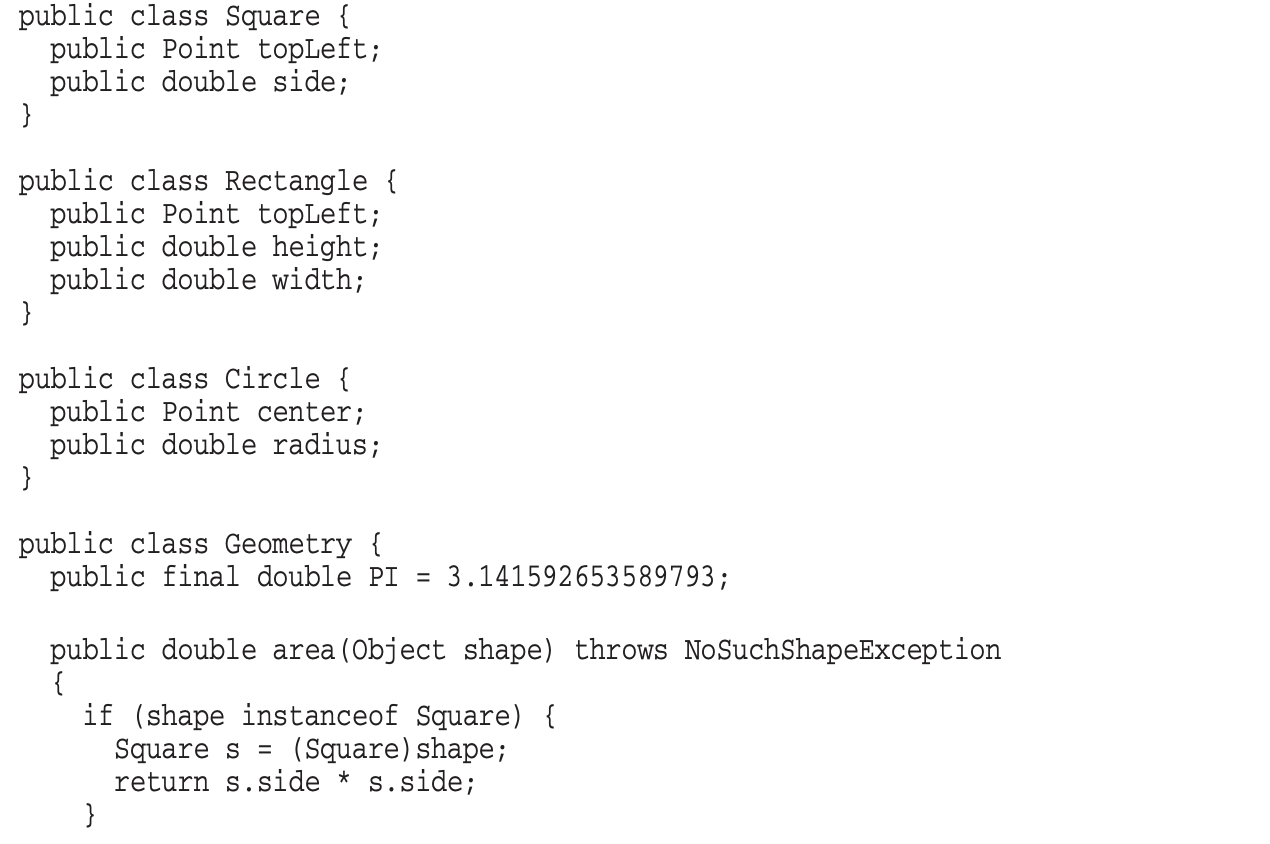 public class Square {
  public Point topLeft;
  public double side;
}

public class Rectangle {
  public Point topLeft;
  public double height;
  public double width;
}

public class Circle {
  public Point center;
  public double radius;
}

public class Geometry {
  public final double PI = 3.141592653589793;

  public double area(Object shape) throws NoSuchShapeException
  {
    if (shape instanceof Square) {
      Square s = (Square)shape;
      return s.side * s.side;
    }